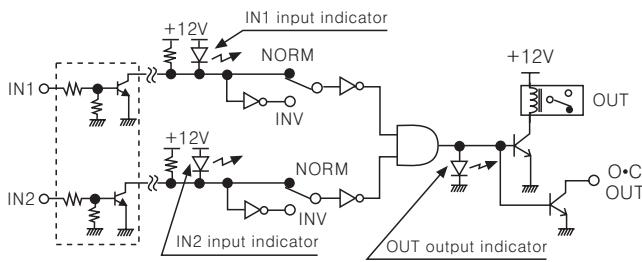 IN1 input indicator
+12V
NORM
+12V
IN1
INV
OUT
+12V
NORM
O•C
OUT
IN2
INV
IN2 input indicator
OUT output indicator